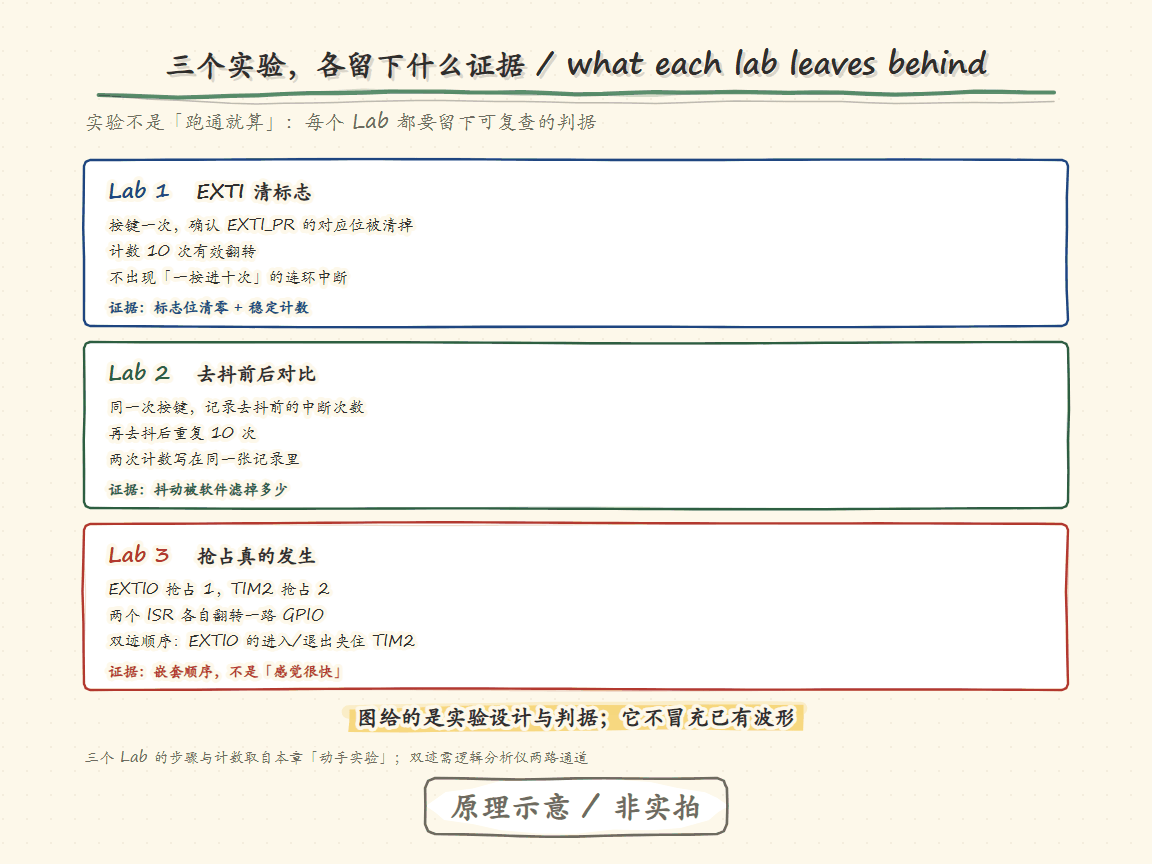 三个实验，各留下什么证据 / what each lab leaves behind
实验不是「跑通就算」：每个 Lab 都要留下可复查的判据
Lab 1 EXTI 清标志
按键一次，确认 EXTI_PR 的对应位被清掉
计数 10 次有效翻转
不出现「一按进十次」的连环中断
证据：标志位清零 + 稳定计数
Lab 2 去抖前后对比
同一次按键，记录去抖前的中断次数
再去抖后重复 10 次
两次计数写在同一张记录里
证据：抖动被软件滤掉多少
Lab 3 抢占真的发生
EXTI0 抢占 1，TIM2 抢占 2
两个 ISR 各自翻转一路 GPIO
双迹顺序：EXTI0 的进入/退出夹住 TIM2
证据：嵌套顺序，不是「感觉很快」
图给的是实验设计与判据；它不冒充已有波形
三个 Lab 的步骤与计数取自本章「动手实验」；双迹需逻辑分析仪两路通道
原理示意 / 非实拍